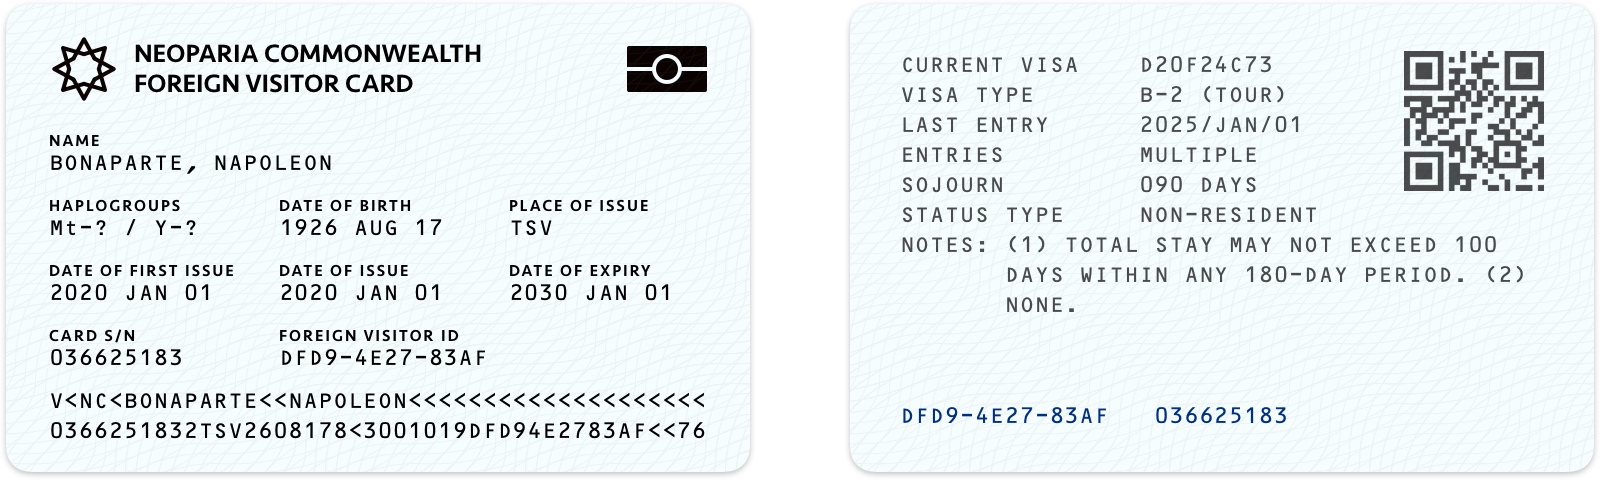 NEOPARIA COMMONWEALTH
FOREIGN VISITOR CARD
NAME
BONAPARTE, NAPOLEON
HAPLOGROUPS DATE OF BIRTH PLACE OF ISSUE
Mt-? / Y-? 1926 AUG 17 TSV
DATE OF FIRST ISSUE DATE OF ISSUE DATE OF EXPIRY
2020 JAN 01 2020 JAN 01 2030 JAN 01
CARD S/N FOREIGN VISITOR ID
036625183 DFD9-4E27-83AF
V<NC<BONAPARTE<<NAPOLEON<<<<<<<<<<<<<<<<<<<<
0366251832TSV2608178<3001019DFD94E2783AF<<76
CURRENT VISA D20F24C73
VISA TYPE B-2 (TOUR)
LAST ENTRY 2025/JAN/01
ENTRIES MULTIPLE
SOJOURN 090 DAYS
STATUS TYPE NON-RESIDENT
NOTES: (1) TOTAL STAY MAY NOT EXCEED 100
DAYS WITHIN ANY 180-DAY PERIOD. (2)
NONE.
DFD9-4E27-83AF 036625183